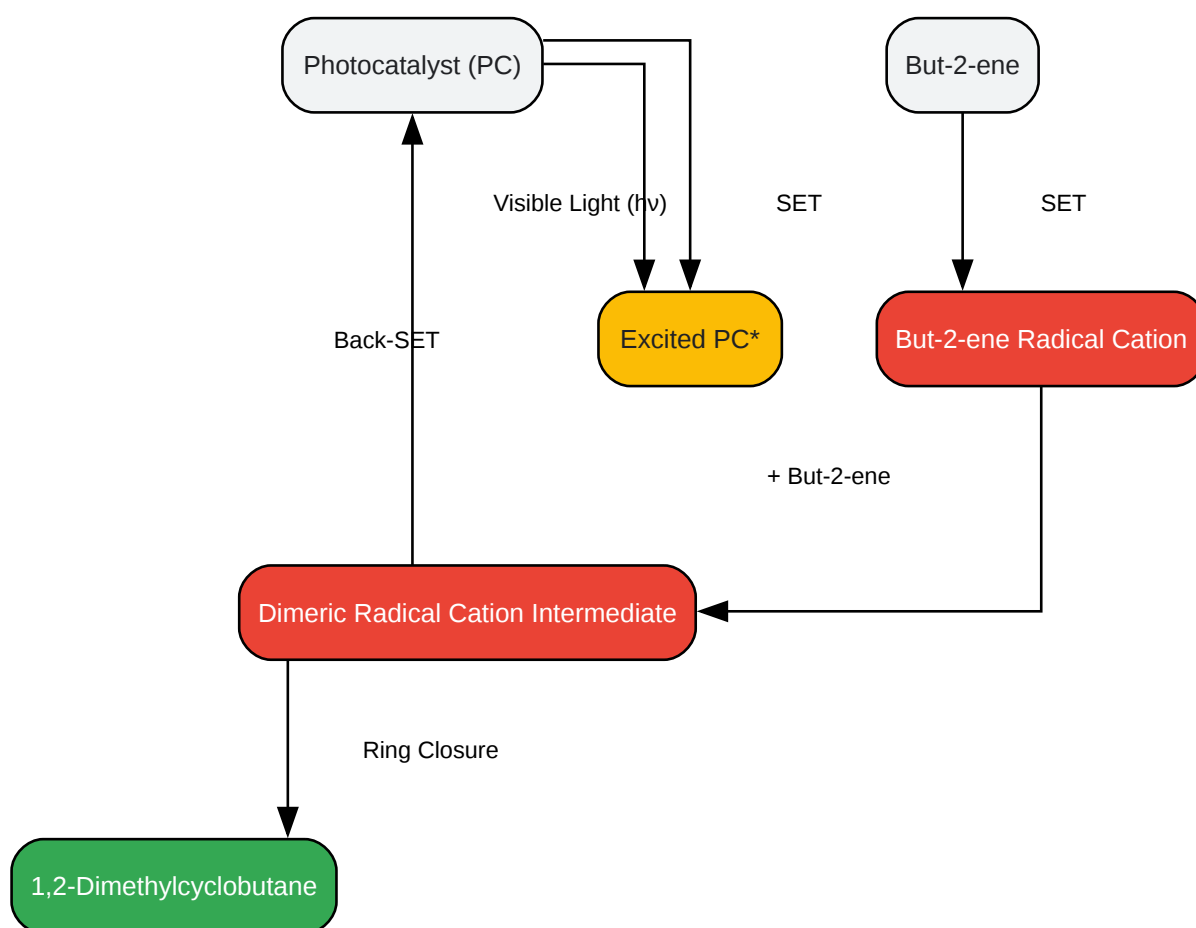 Photocatalyst (PC)
But-2-ene
Visible Light (hν)
SET
SET
Back-SET
Excited PC*
But-2-ene Radical Cation
+ But-2-ene
Dimeric Radical Cation Intermediate
Ring Closure
1,2-Dimethylcyclobutane